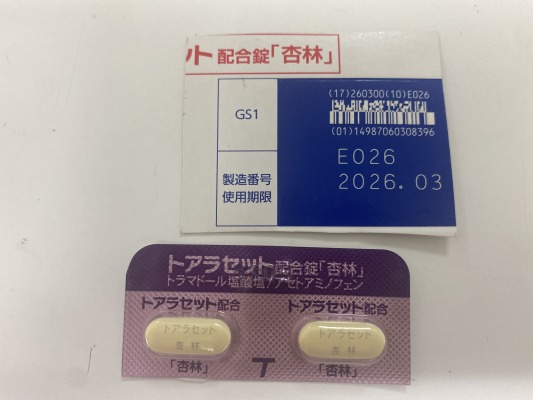 ット 配合錠「杏林」
(17)260300(10)E026
GS1
(01)14987060308396
E026
製造番号
2026.03
使用期限
トアラセット配合錠「杏林」
トラマドール塩酸塩/アセトアミノフェン
トアラセット配合 トアラセット配合
トアラセット トアラセット
杏林 杏林
「杏林」 T 「杏林」